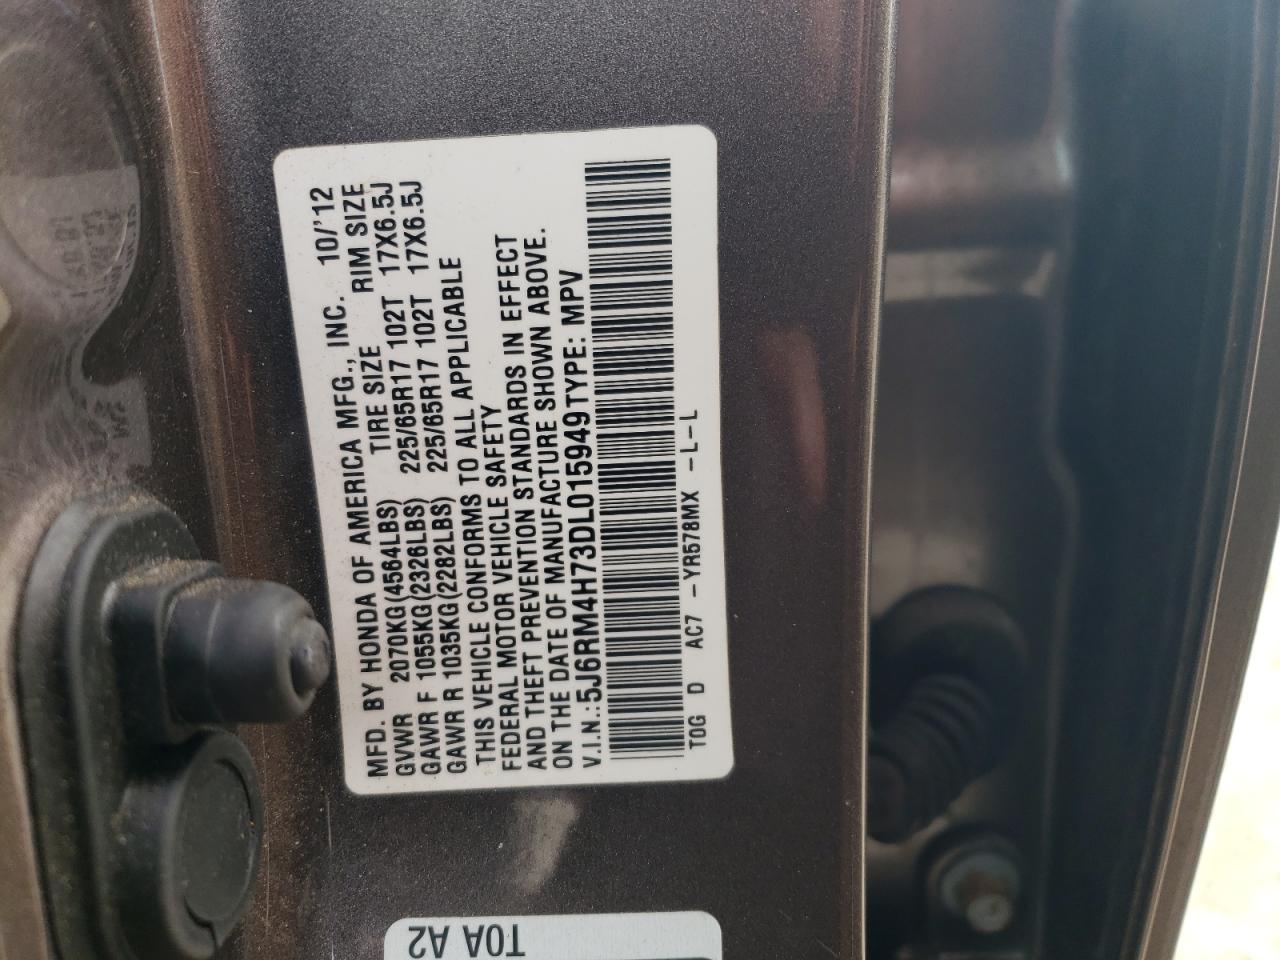 MFD. BY HONDA OF AMERICA MFG., INC. 10/'12
GVWR 2070KG(4564LBS) TIRE SIZE RIM SIZE
GAWR F 1055KG(2326LBS) 225/65R17 102T 17X6.5J
GAWR R 1035KG(2282LBS) 225/65R17 102T 17X6.5J
THIS VEHICLE CONFORMS TO ALL APPLICABLE
FEDERAL MOTOR VEHICLE SAFETY
AND THEFT PREVENTION STANDARDS IN EFFECT
ON THE DATE OF MANUFACTURE SHOWN ABOVE.
V.I.N.:5J6RM4H73DL015949TYPE: MPV
TOG D AC7 -YR578MX -L-L
T0A A2